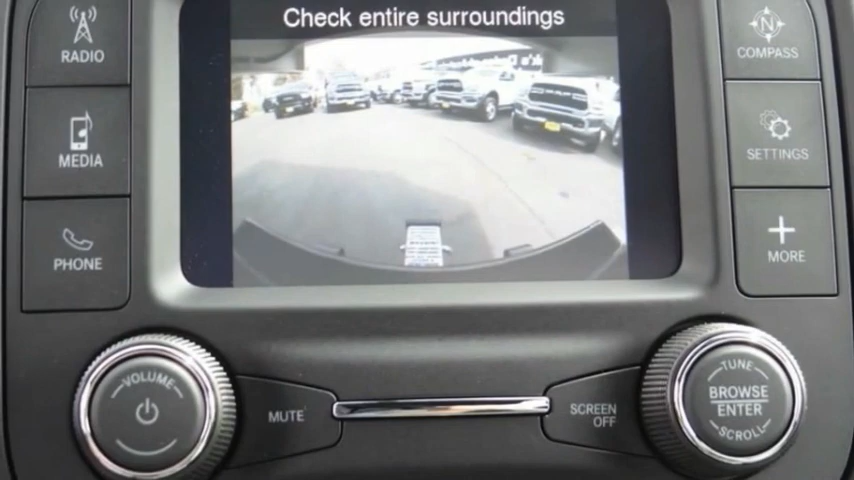 Check entire surroundings
RADIO
MEDIA
PHONE
N
COMPASS
SETTINGS
MORE
VOLUME
MUTE
SCREEN
OFF
TUNE
BROWSE
ENTER
SCROLL